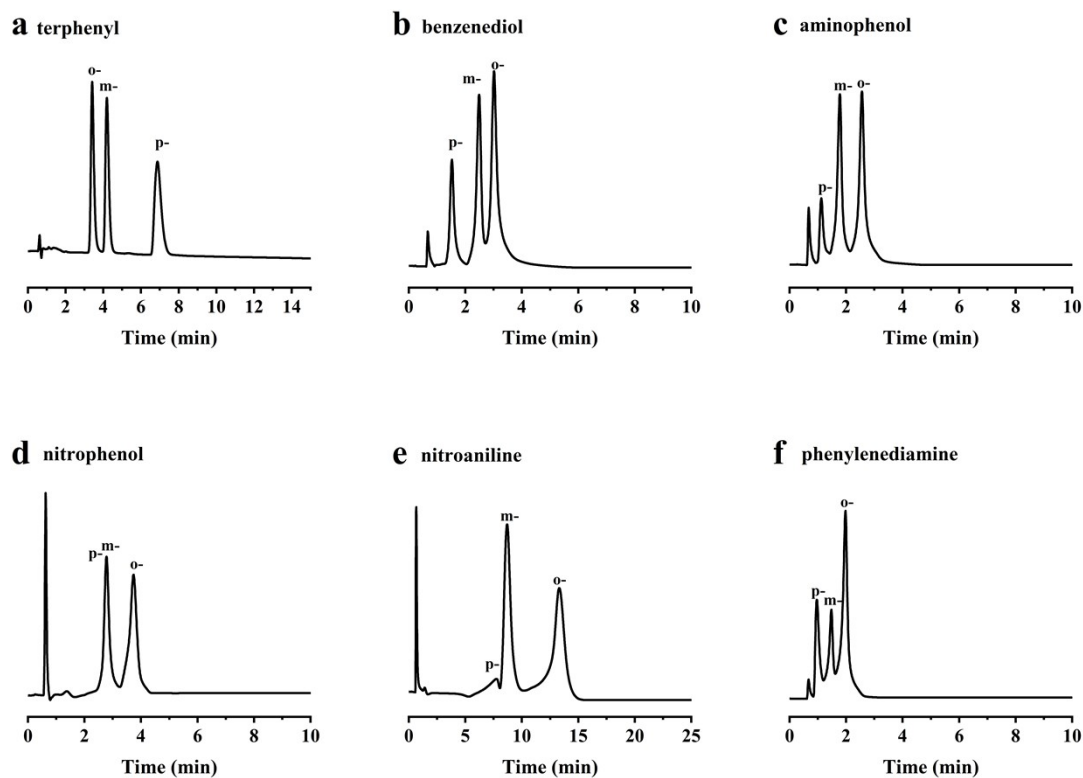 a terphenyl
o-
m-
p-
0 2 4 6 8 10 12 14
Time (min)
b benzenediol
o-
m-
p-
0 2 4 6 8 10
Time (min)
c aminophenol
m- o-
p-
0 2 4 6 8 10
Time (min)
d nitrophenol
p- m-
o-
0 2 4 6 8 10
Time (min)
e nitroaniline
m-
o-
p-
0 5 10 15 20 25
Time (min)
f phenylenediamine
o-
p-
m-
0 2 4 6 8 10
Time (min)